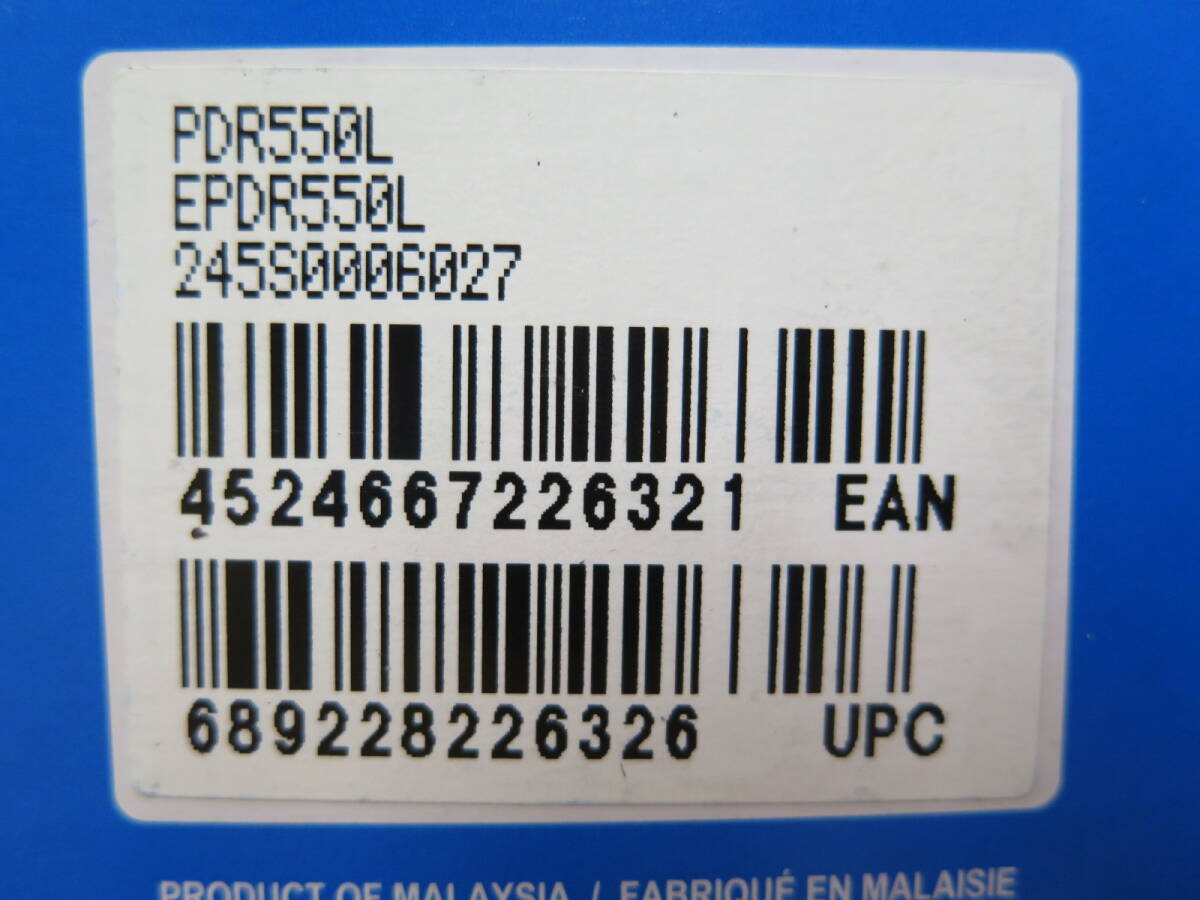 PDR550L
EPDR550L
245S0006027
4524667226321 EAN
689228226326 UPC
PRODUCT OF MALAYSIA / FABRIQUÉ EN MALAISIE